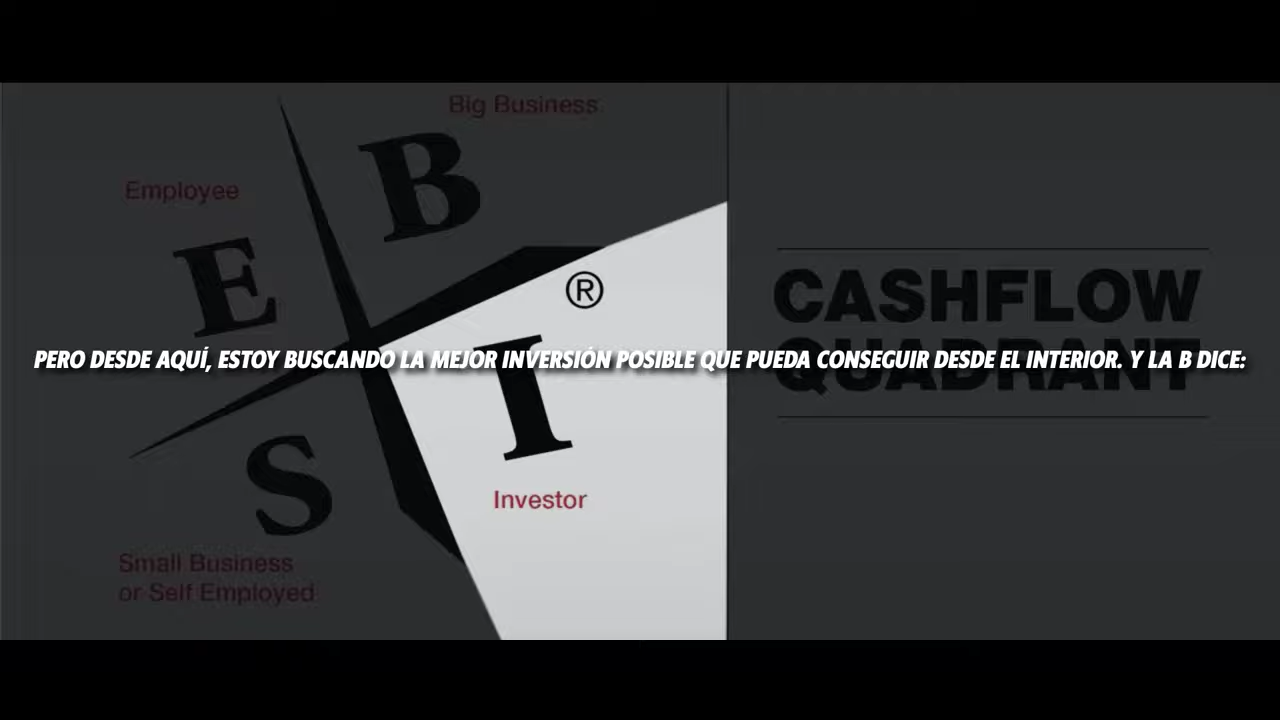 Big Business
Employee
B
E
®
CASHFLOW
PERO DESDE AQUÍ, ESTOY BUSCANDO LA MEJOR INVERSIÓN POSIBLE QUE PUEDA CONSEGUIR DESDE EL INTERIOR. Y LA B DICE:
QUADRANT
I
S
Investor
Small Business
or Self Employed